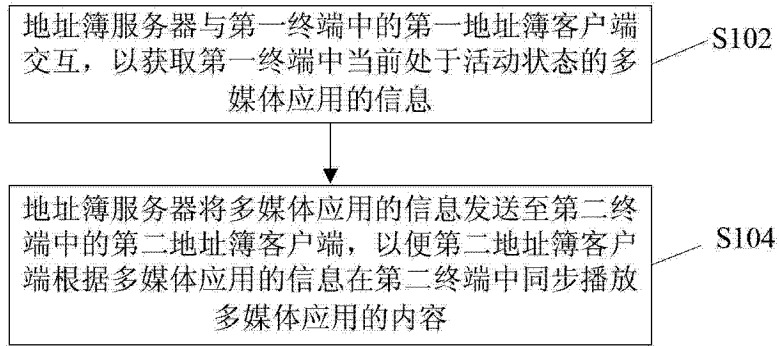 地址簿服务器与第一终端中的第一地址簿客户端
交互，以获取第一终端中当前处于活动状态的多
媒体应用的信息
S102
地址簿服务器将多媒体应用的信息发送至第二终
端中的第二地址簿客户端，以便第二地址簿客户
端根据多媒体应用的信息在第二终端中同步播放
多媒体应用的内容
S104